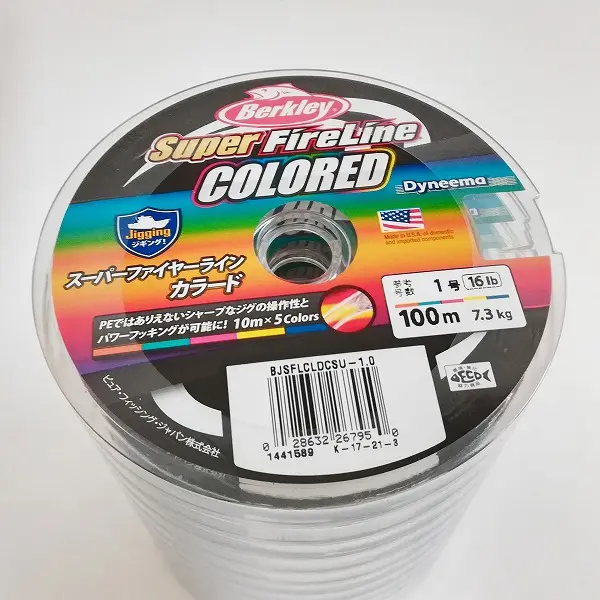 Berkley
Super FireLine
COLORED
Dyneema
Jigging
ジギング!
Made in U.S.A. of domestic
and imported components
スーパーファイヤーライン
カラード
PEではありえないシャープなジグの操作性と
パワーフッキングが可能に! 10m×5Colors
参考
号数
1号
16lb
100m
7.3kg
ピュア・フィッシング・ジャパン株式会社
BJSFLCLDCSU-1.0
0 28632 26795 0
1441589 K-17-21-3